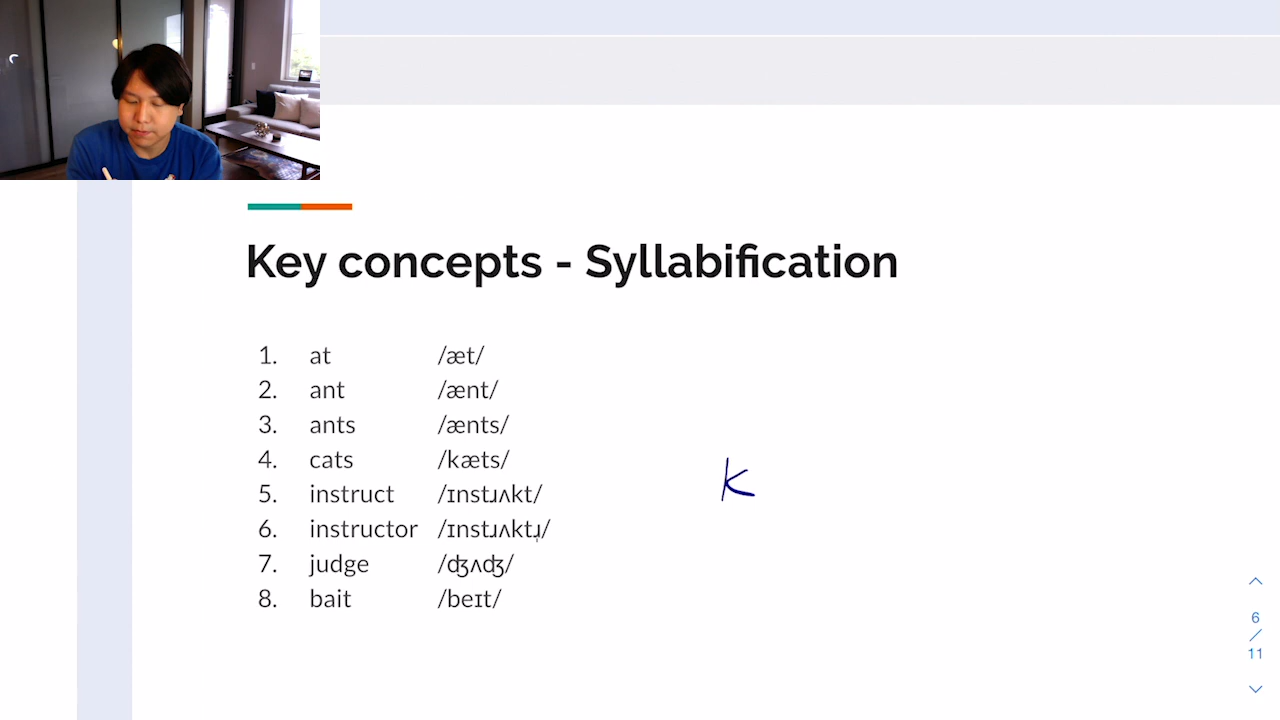 Key concepts - Syllabification
1. at /æt/
2. ant /ænt/
3. ants /ænts/
4. cats /kæts/
5. instruct /ɪnstɹʌkt/
6. instructor /ɪnstɹʌktɹ̩/
7. judge /ʤʌʤ/
8. bait /beɪt/
k
6
/
11